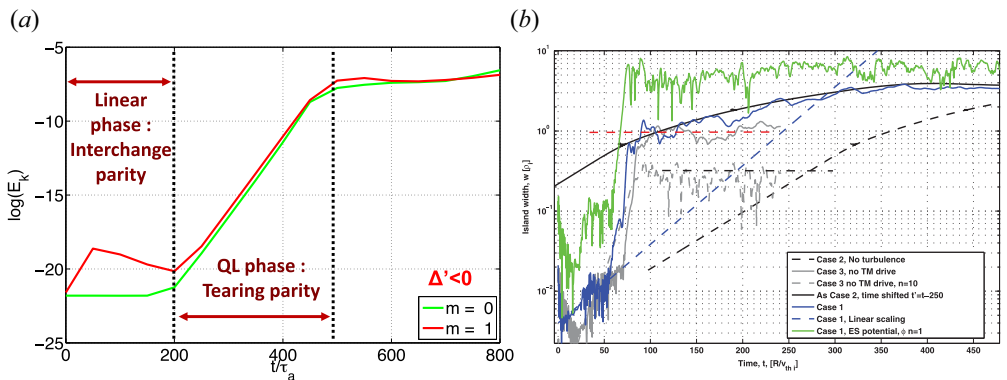 (a)
-5
-10
-15
-20
-25
log(E_k)
Linear
phase :
Interchange
parity
QL phase :
Tearing parity
Δ'<0
m = 0
m = 1
0
200
400
600
800
t/τ_a
(b)
10^1
10^0
10^-1
10^-2
Island width, w [ρ_i]
Case 2, No turbulence
Case 3, no TM drive
Case 3 no TM drive, n=10
As Case 2, time shifted t'=t−250
Case 1
Case 1, Linear scaling
Case 1, ES potential, ϕ n=1
0
50
100
150
200
250
300
350
400
450
Time, t, [R/v_th i]